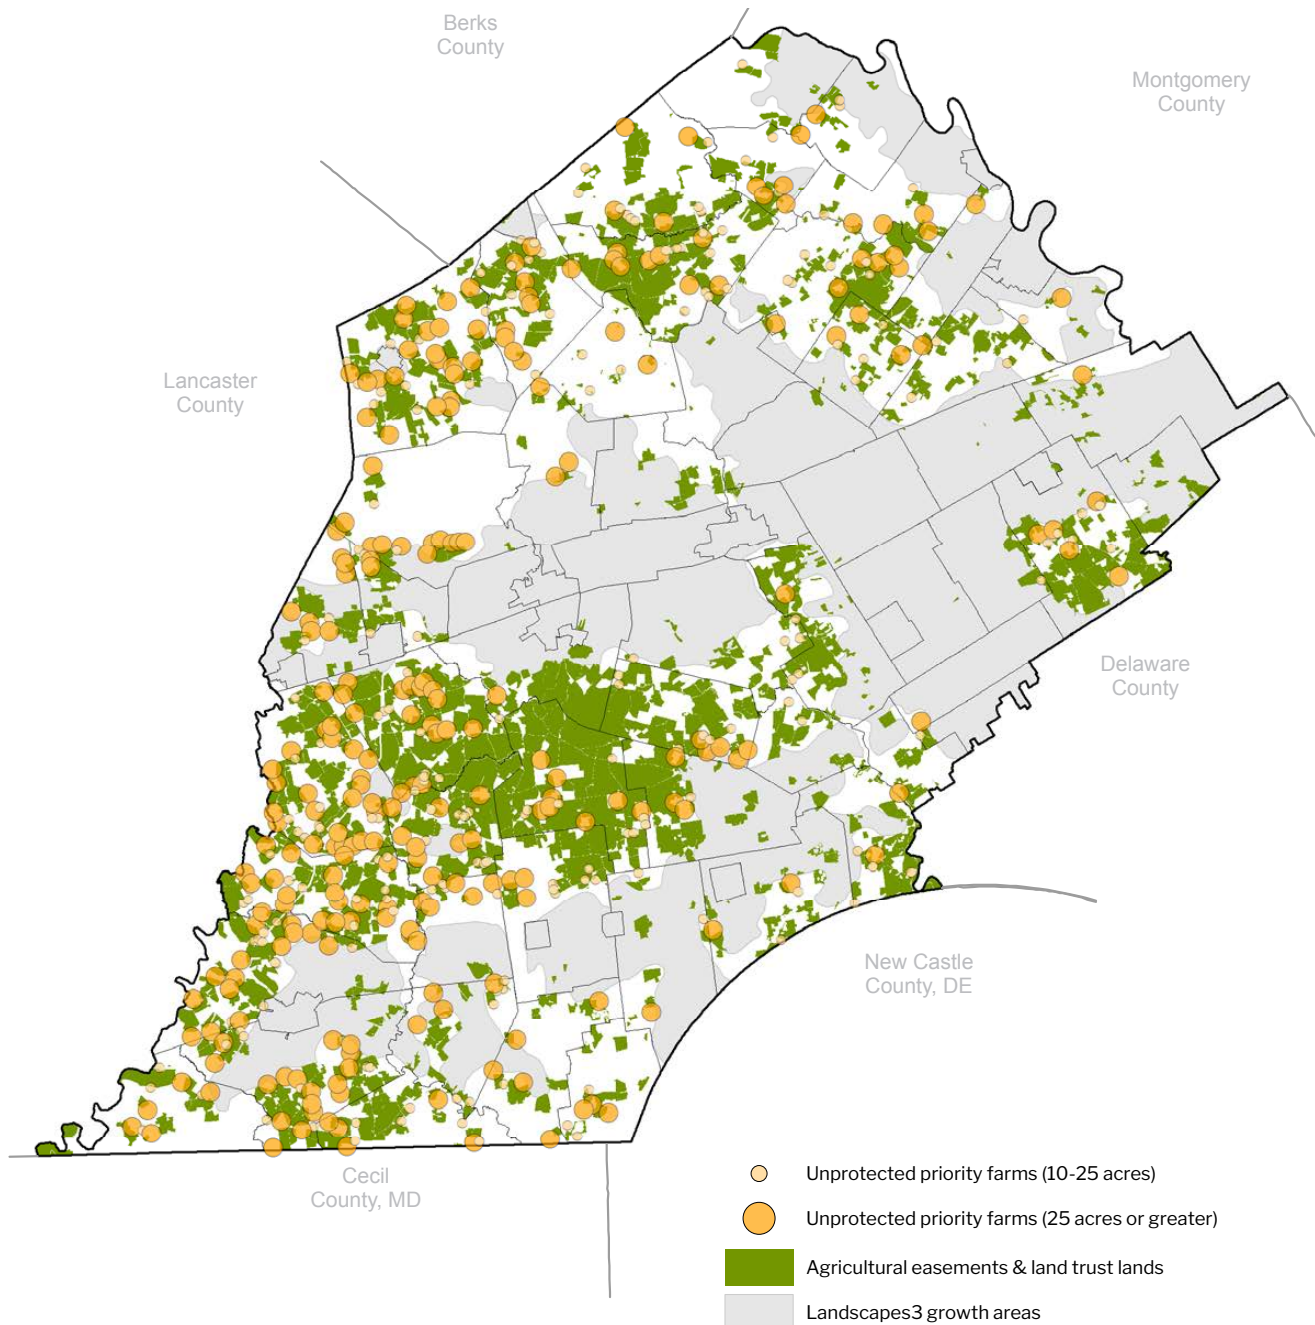 Berks
County
Montgomery
County
Lancaster
County
Delaware
County
New Castle
County, DE
Cecil
County, MD
Unprotected priority farms (10-25 acres)
Unprotected priority farms (25 acres or greater)
Agricultural easements & land trust lands
Landscapes3 growth areas